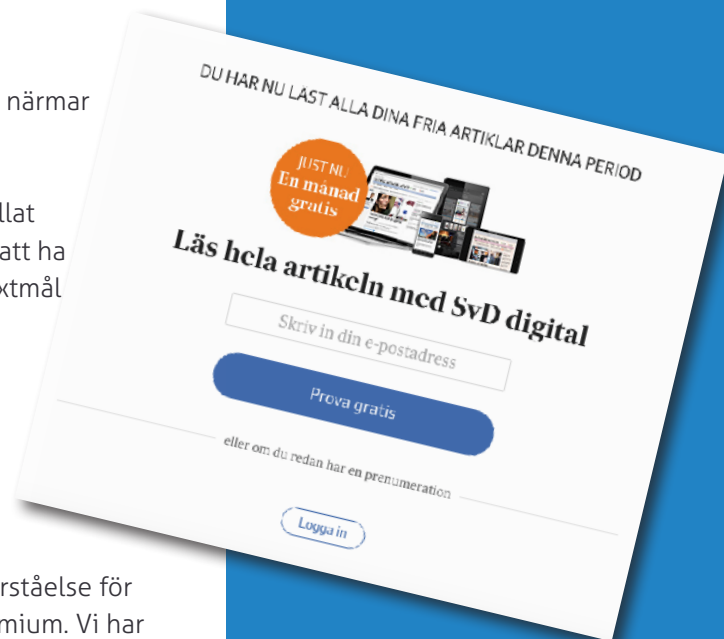 närmar
llat
att ha
xtmål
rståelse för
mium. Vi har
DU HAR NU LÄST ALLA DINA FRIA ARTIKLAR DENNA PERIOD
JUST NU
En månad
gratis
Läs hela artikeln med SvD digital
Skriv in din e-postadress
Prova gratis
eller om du redan har en prenumeration
Logga in